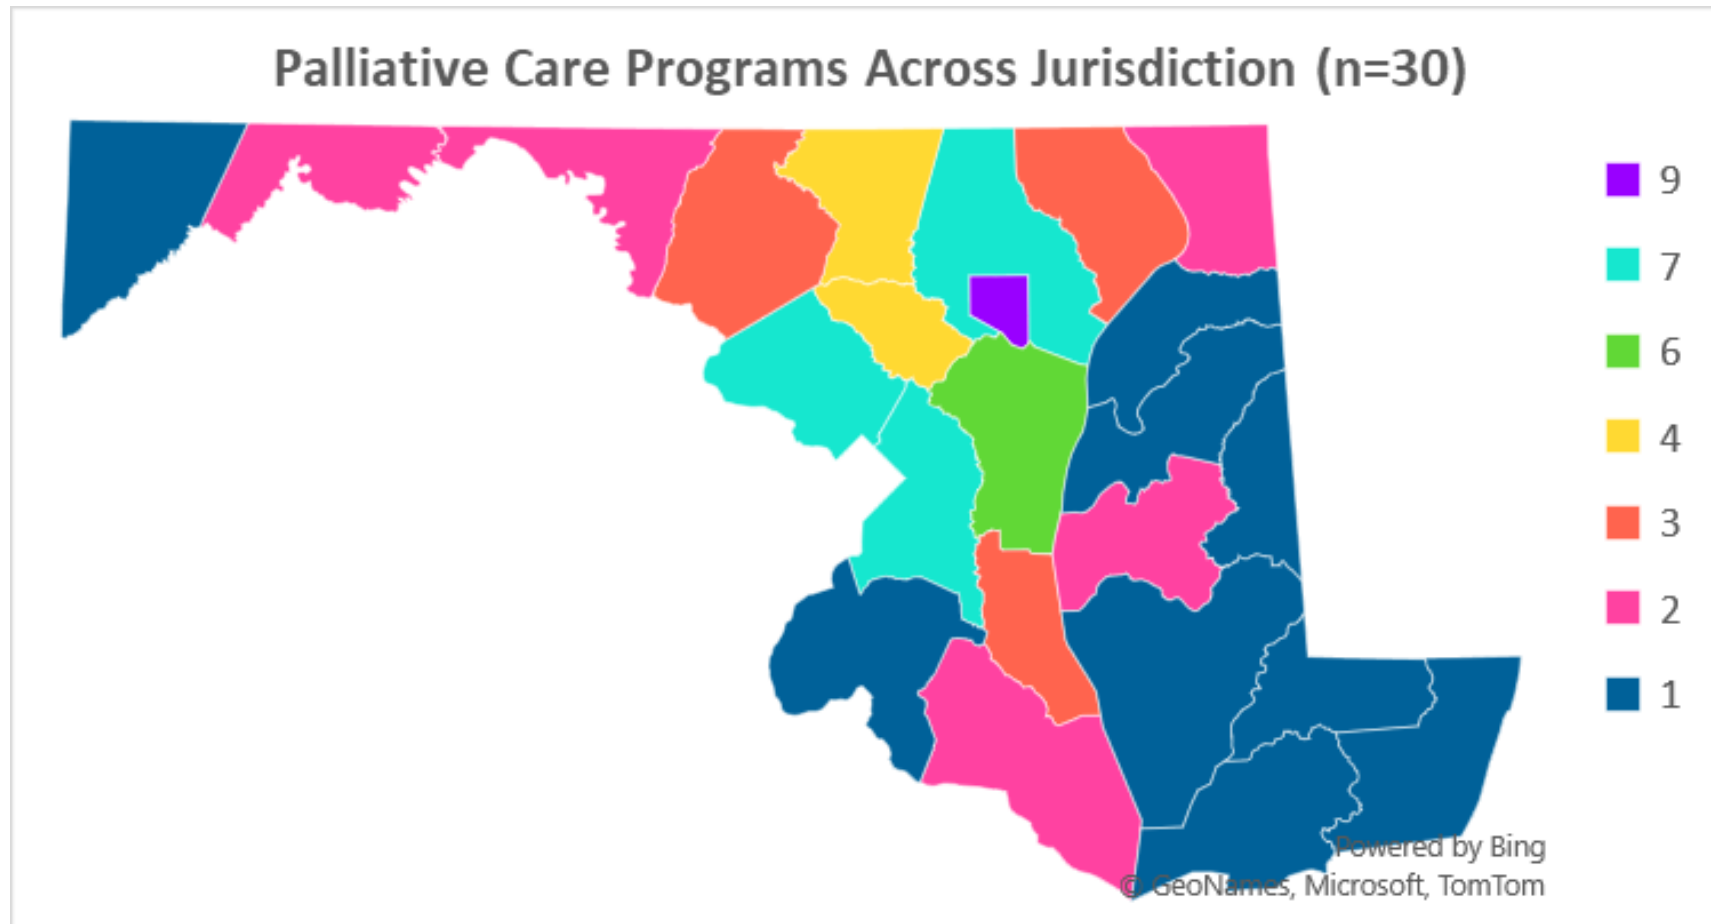 Palliative Care Programs Across Jurisdiction (n=30)
9
7
6
4
3
2
1
Powered by Bing
© GeoNames, Microsoft, TomTom